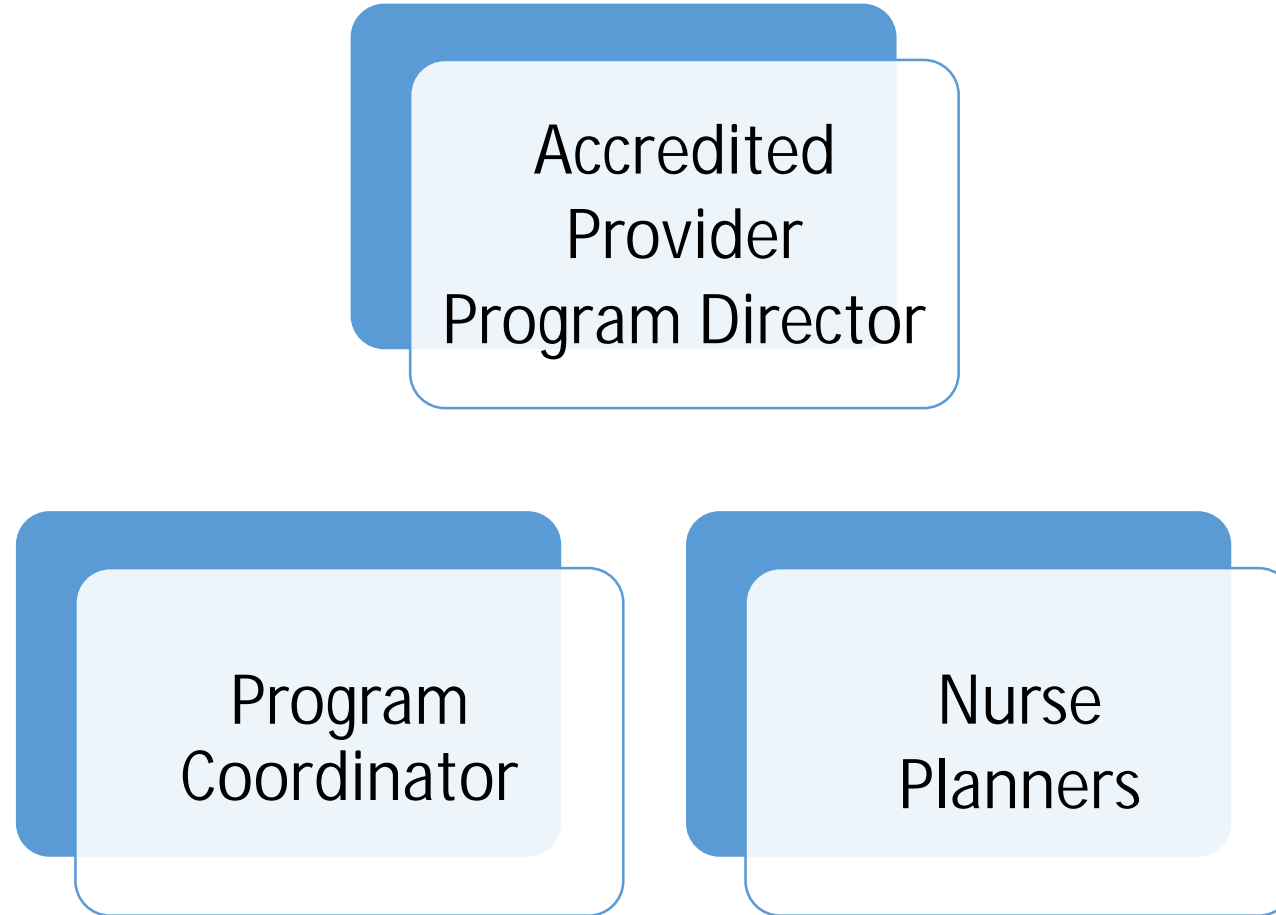 Accredited
Provider
Program Director
Program
Coordinator
Nurse
Planners